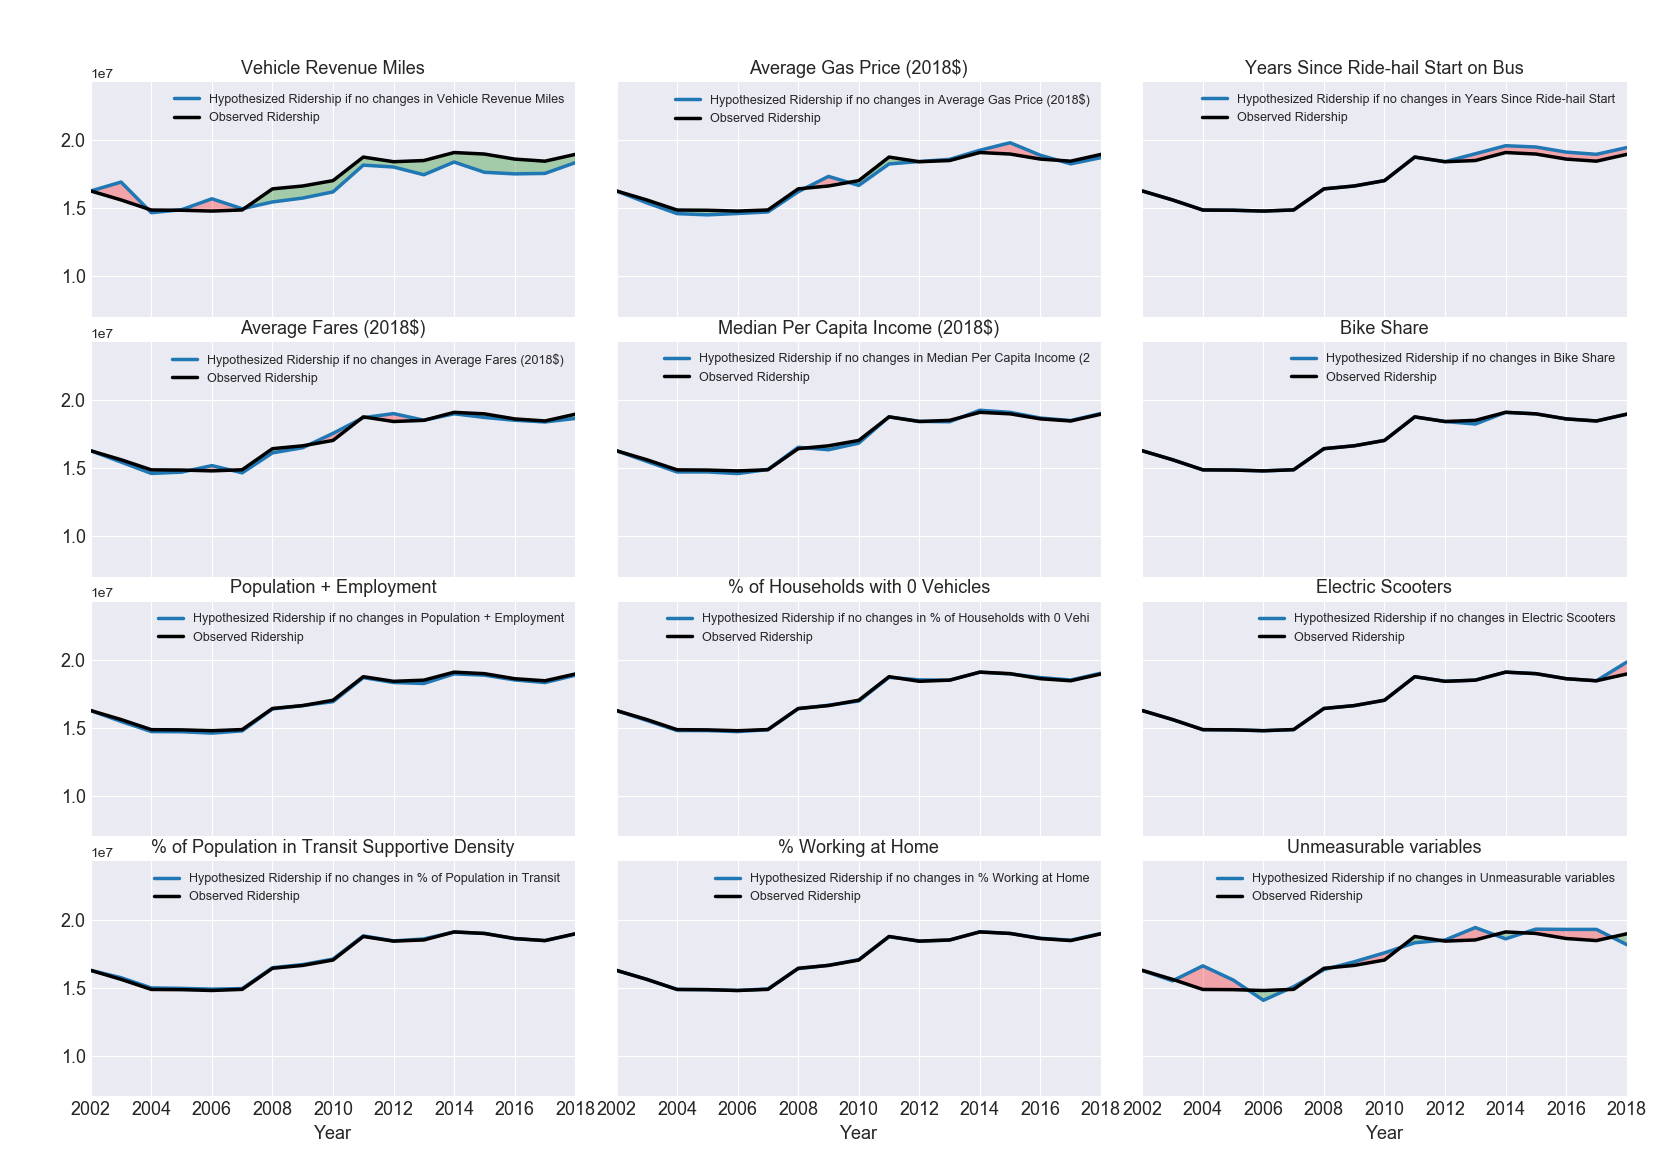 Vehicle Revenue Miles
1e7
Hypothesized Ridership if no changes in Vehicle Revenue Miles
Observed Ridership
2.0
1.5
1.0
Average Gas Price (2018$)
Hypothesized Ridership if no changes in Average Gas Price (2018$)
Observed Ridership
Years Since Ride-hail Start on Bus
Hypothesized Ridership if no changes in Years Since Ride-hail Start
Observed Ridership
Average Fares (2018$)
1e7
Hypothesized Ridership if no changes in Average Fares (2018$)
Observed Ridership
2.0
1.5
1.0
Median Per Capita Income (2018$)
Hypothesized Ridership if no changes in Median Per Capita Income (2
Observed Ridership
Bike Share
Hypothesized Ridership if no changes in Bike Share
Observed Ridership
Population + Employment
1e7
Hypothesized Ridership if no changes in Population + Employment
Observed Ridership
2.0
1.5
1.0
% of Households with 0 Vehicles
Hypothesized Ridership if no changes in % of Households with 0 Vehi
Observed Ridership
Electric Scooters
Hypothesized Ridership if no changes in Electric Scooters
Observed Ridership
% of Population in Transit Supportive Density
1e7
Hypothesized Ridership if no changes in % of Population in Transit
Observed Ridership
2.0
1.5
1.0
2002 2004 2006 2008 2010 2012 2014 2016 2018
Year
% Working at Home
Hypothesized Ridership if no changes in % Working at Home
Observed Ridership
2002 2004 2006 2008 2010 2012 2014 2016 2018
Year
Unmeasurable variables
Hypothesized Ridership if no changes in Unmeasurable variables
Observed Ridership
2002 2004 2006 2008 2010 2012 2014 2016 2018
Year